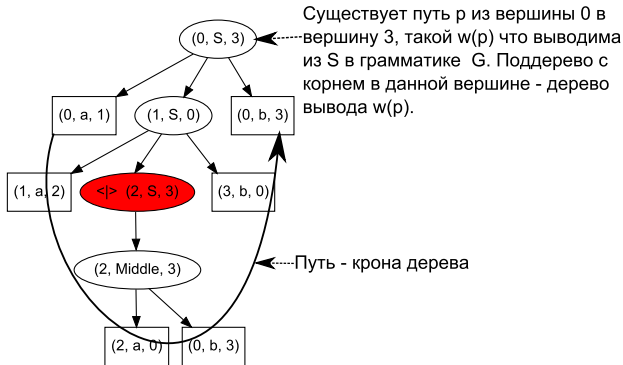 Существует путь p из вершины 0 в
вершину 3, такой w(p) что выводима
из S в грамматике G. Поддерево с
корнем в данной вершине - дерево
вывода w(p).
(0, S, 3)
(0, a, 1)
(1, S, 0)
(0, b, 3)
(1, a, 2)
<|> (2, S, 3)
(3, b, 0)
(2, Middle, 3)
Путь - крона дерева
(2, a, 0)
(0, b, 3)